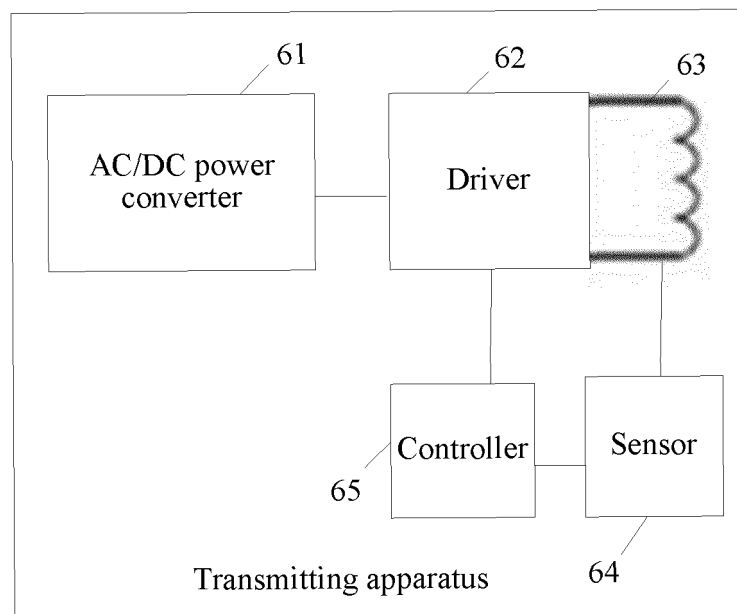 61
62
63
AC/DC power
converter
Driver
Controller
Sensor
65
64
Transmitting apparatus